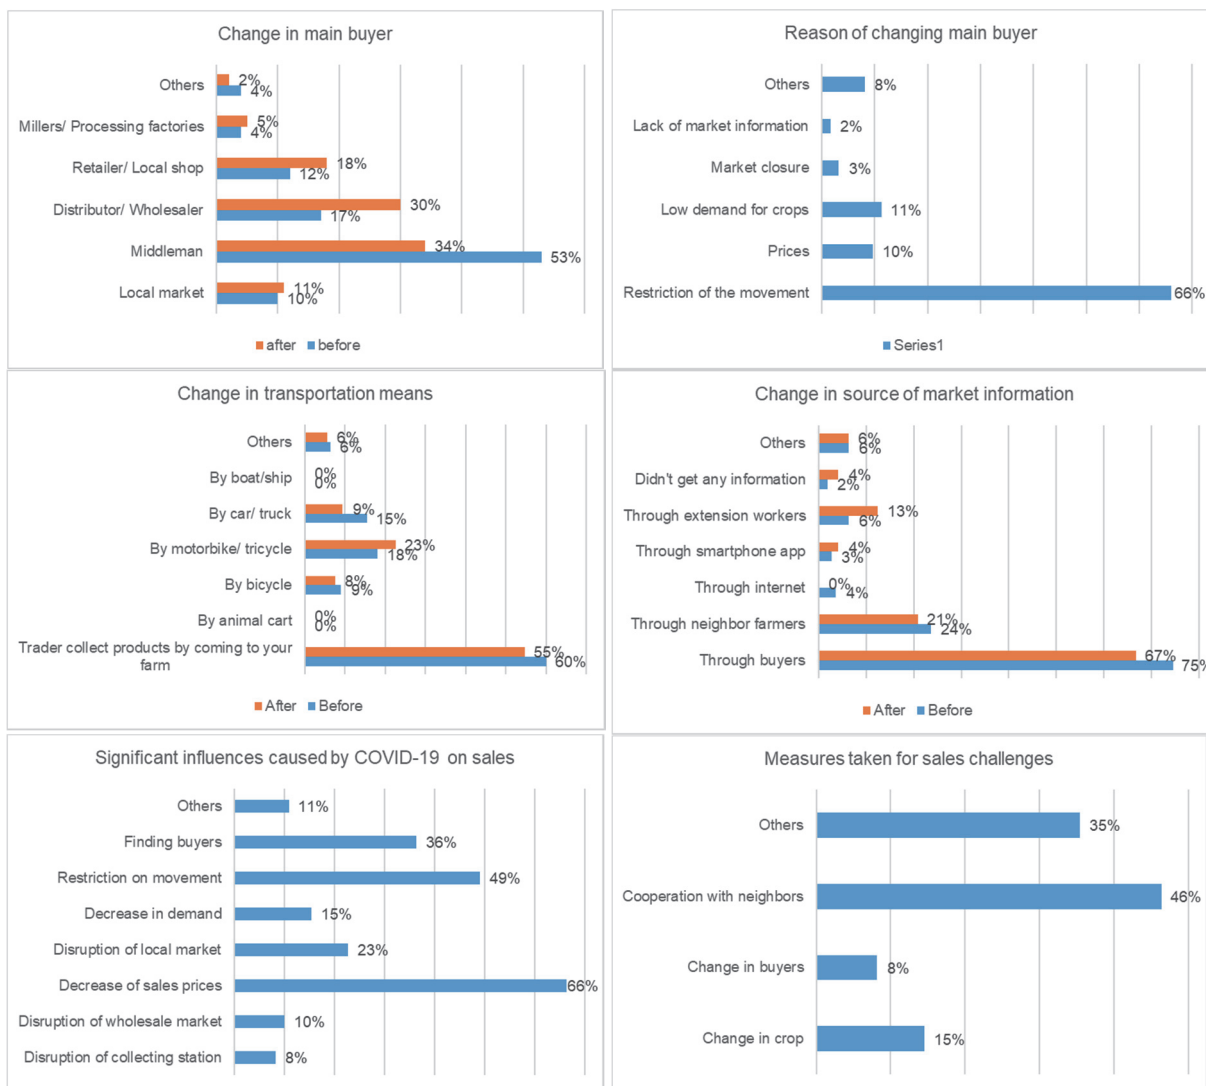 Change in main buyer
Others
2%
4%
Millers/ Processing factories
5%
4%
Retailer/ Local shop
18%
12%
Distributor/ Wholesaler
30%
17%
Middleman
34%
53%
Local market
11%
10%
after
before
Reason of changing main buyer
Others
8%
Lack of market information
2%
Market closure
3%
Low demand for crops
11%
Prices
10%
Restriction of the movement
66%
Series1
Change in transportation means
Others
6%
6%
By boat/ship
0%
0%
By car/ truck
9%
15%
By motorbike/ tricycle
23%
18%
By bicycle
8%
9%
By animal cart
0%
0%
Trader collect products by coming to your
farm
55%
60%
After
Before
Change in source of market information
Others
6%
6%
Didn't get any information
4%
2%
Through extension workers
13%
6%
Through smartphone app
4%
3%
Through internet
0%
4%
Through neighbor farmers
21%
24%
Through buyers
67%
75%
After
Before
Significant influences caused by COVID-19 on sales
Others
11%
Finding buyers
36%
Restriction on movement
49%
Decrease in demand
15%
Disruption of local market
23%
Decrease of sales prices
66%
Disruption of wholesale market
10%
Disruption of collecting station
8%
Measures taken for sales challenges
Others
35%
Cooperation with neighbors
46%
Change in buyers
8%
Change in crop
15%